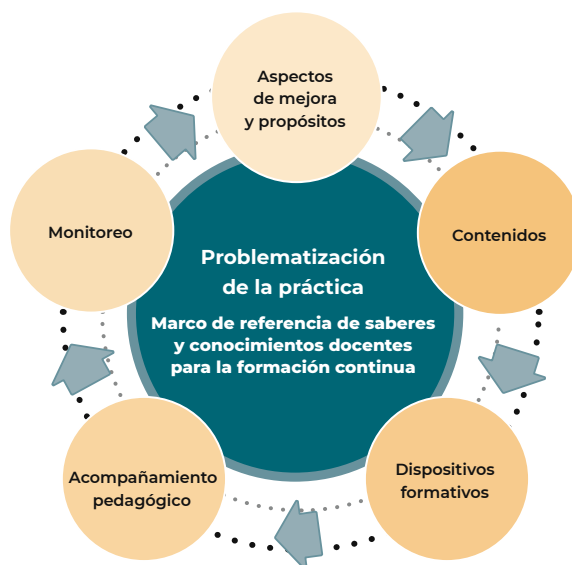 Aspectos
de mejora
y propósitos
Contenidos
Dispositivos
formativos
Acompañamiento
pedagógico
Monitoreo
Problematización
de la práctica
Marco de referencia de saberes
y conocimientos docentes
para la formación continua